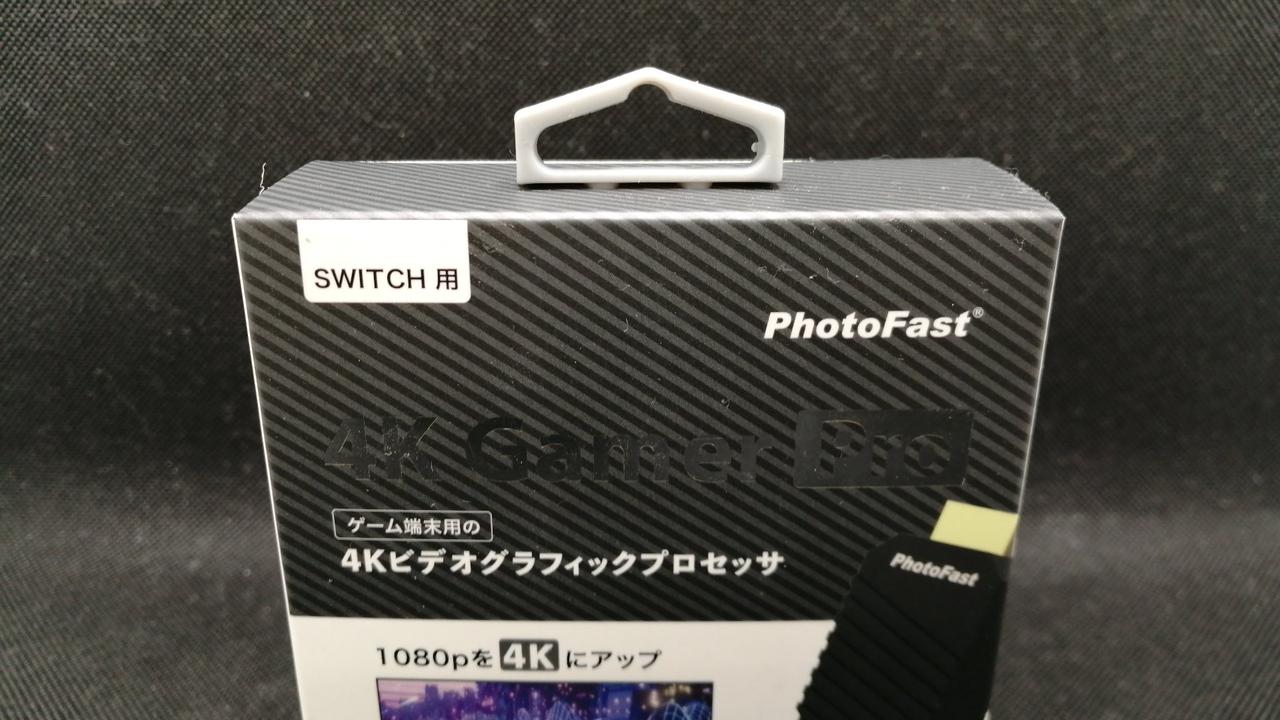 SWITCH 用
PhotoFast®
4K Gamer Pro
ゲーム端末用の
4Kビデオグラフィックプロセッサ
PhotoFast
1080pを4Kにアップ